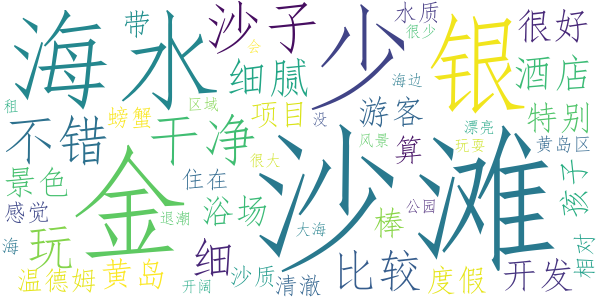 海水
带
沙子
少
水质
很少
银
很好
会
租
螃蟹
区域
细腻
项目
没
游客
海边
酒店
特别
不错
干净
很大
风景
漂亮
玩耍
黄岛区
算
景色
金
住在
沙滩
孩子
感觉
退潮
浴场
大海
棒
公园
相对
海
玩
细
沙质
清澈
比较
度假
开发
温德姆
黄岛
开阔